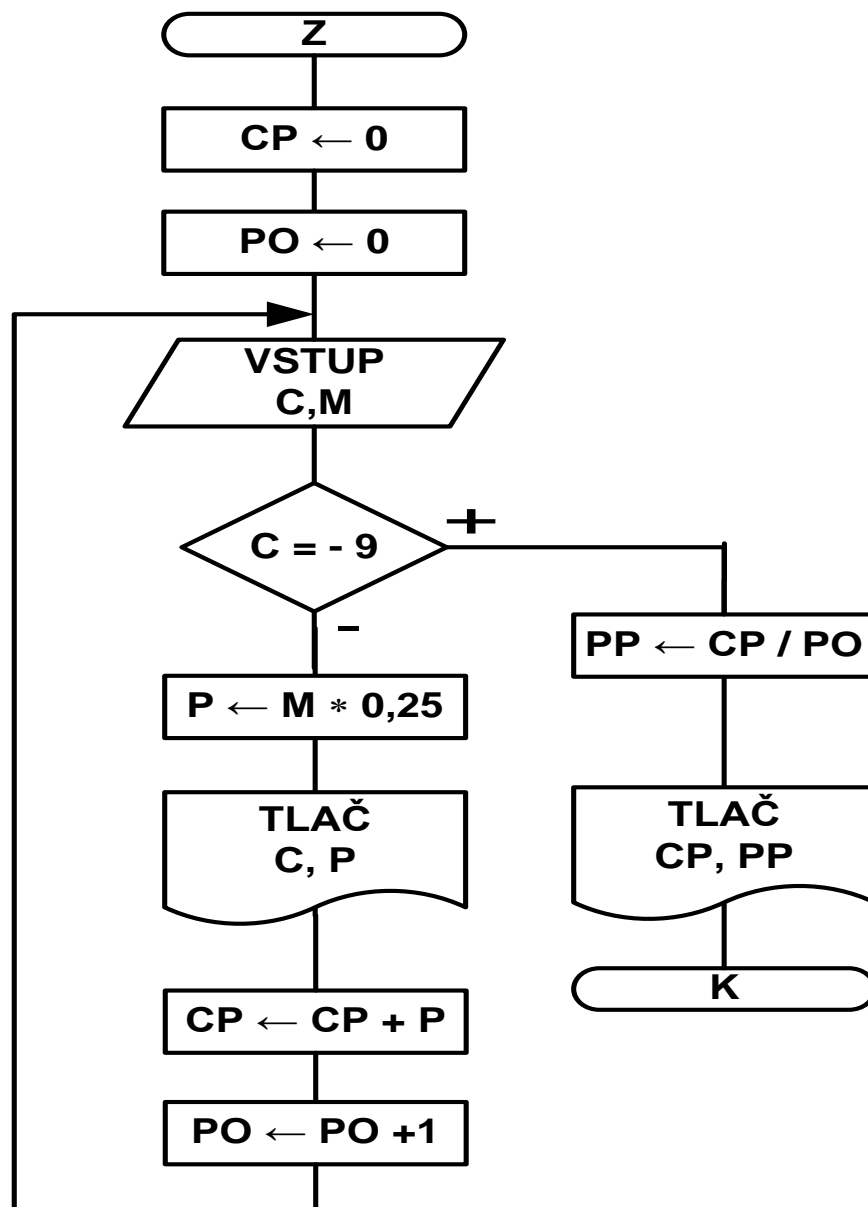 Z
CP ← 0
PO ← 0
VSTUP
C,M
C = - 9
+
-
P ← M * 0,25
TLAČ
C, P
CP ← CP + P
PO ← PO +1
PP ← CP / PO
TLAČ
CP, PP
K